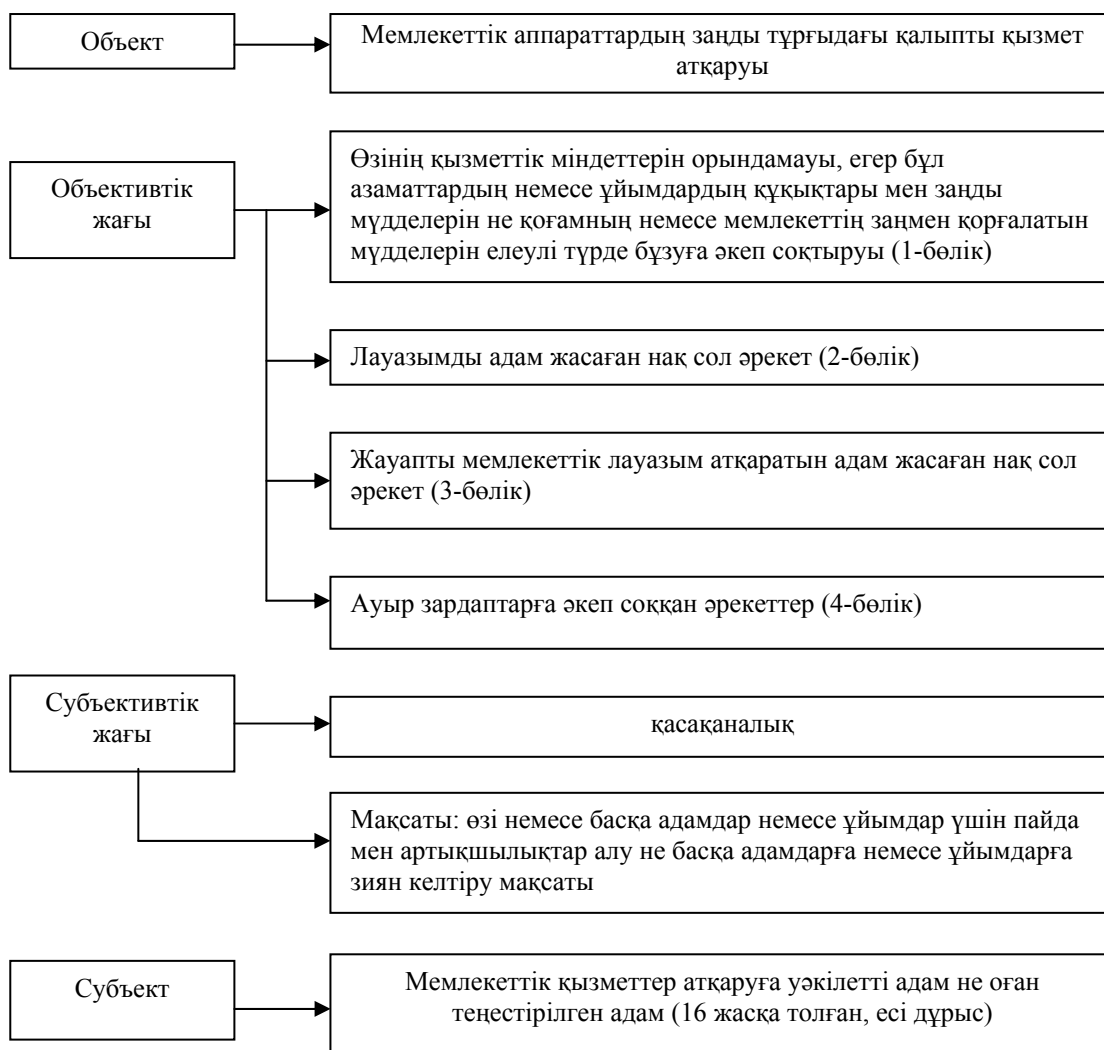 Объект
Мемлекеттік аппараттардың заңды тұрғыдағы қалыпты қызмет
атқаруы
Объективтік
жағы
Өзінің қызметтік міндеттерін орындамауы, егер бұл
азаматтардың немесе ұйымдардың құқықтары мен заңды
мүдделерін не қоғамның немесе мемлекеттің заңмен қорғалатын
мүдделерін елеулі түрде бұзуға әкеп соқтыруы (1-бөлік)
Лауазымды адам жасаған нақ сол әрекет (2-бөлік)
Жауапты мемлекеттік лауазым атқаратын адам жасаған нақ сол
әрекет (3-бөлік)
Ауыр зардаптарға әкеп соққан әрекеттер (4-бөлік)
Субъективтік
жағы
қасақаналық
Мақсаты: өзі немесе басқа адамдар немесе ұйымдар үшін пайда
мен артықшылықтар алу не басқа адамдарға немесе ұйымдарға
зиян келтіру мақсаты
Субъект
Мемлекеттік қызметтер атқаруға уәкілетті адам не оған
теңестірілген адам (16 жасқа толған, есі дұрыс)